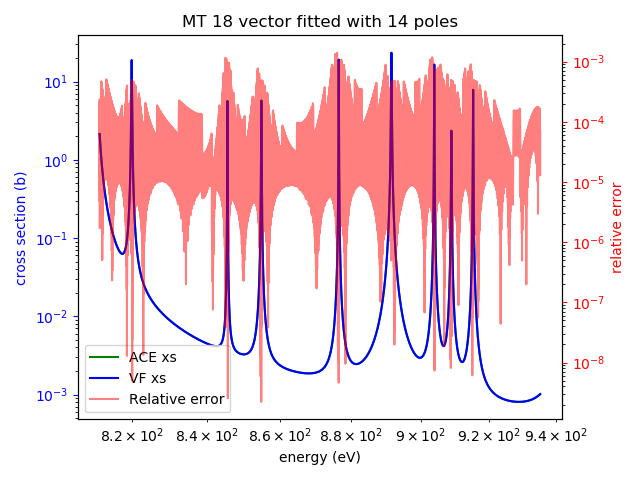 MT 18 vector fitted with 14 poles
cross section (b)
10¹
10⁰
10⁻¹
10⁻²
10⁻³
10⁻³
10⁻⁴
10⁻⁵
10⁻⁶
10⁻⁷
10⁻⁸
relative error
ACE xs
VF xs
Relative error
8.2 × 10² 8.4 × 10² 8.6 × 10² 8.8 × 10² 9 × 10² 9.2 × 10² 9.4 × 10²
energy (eV)